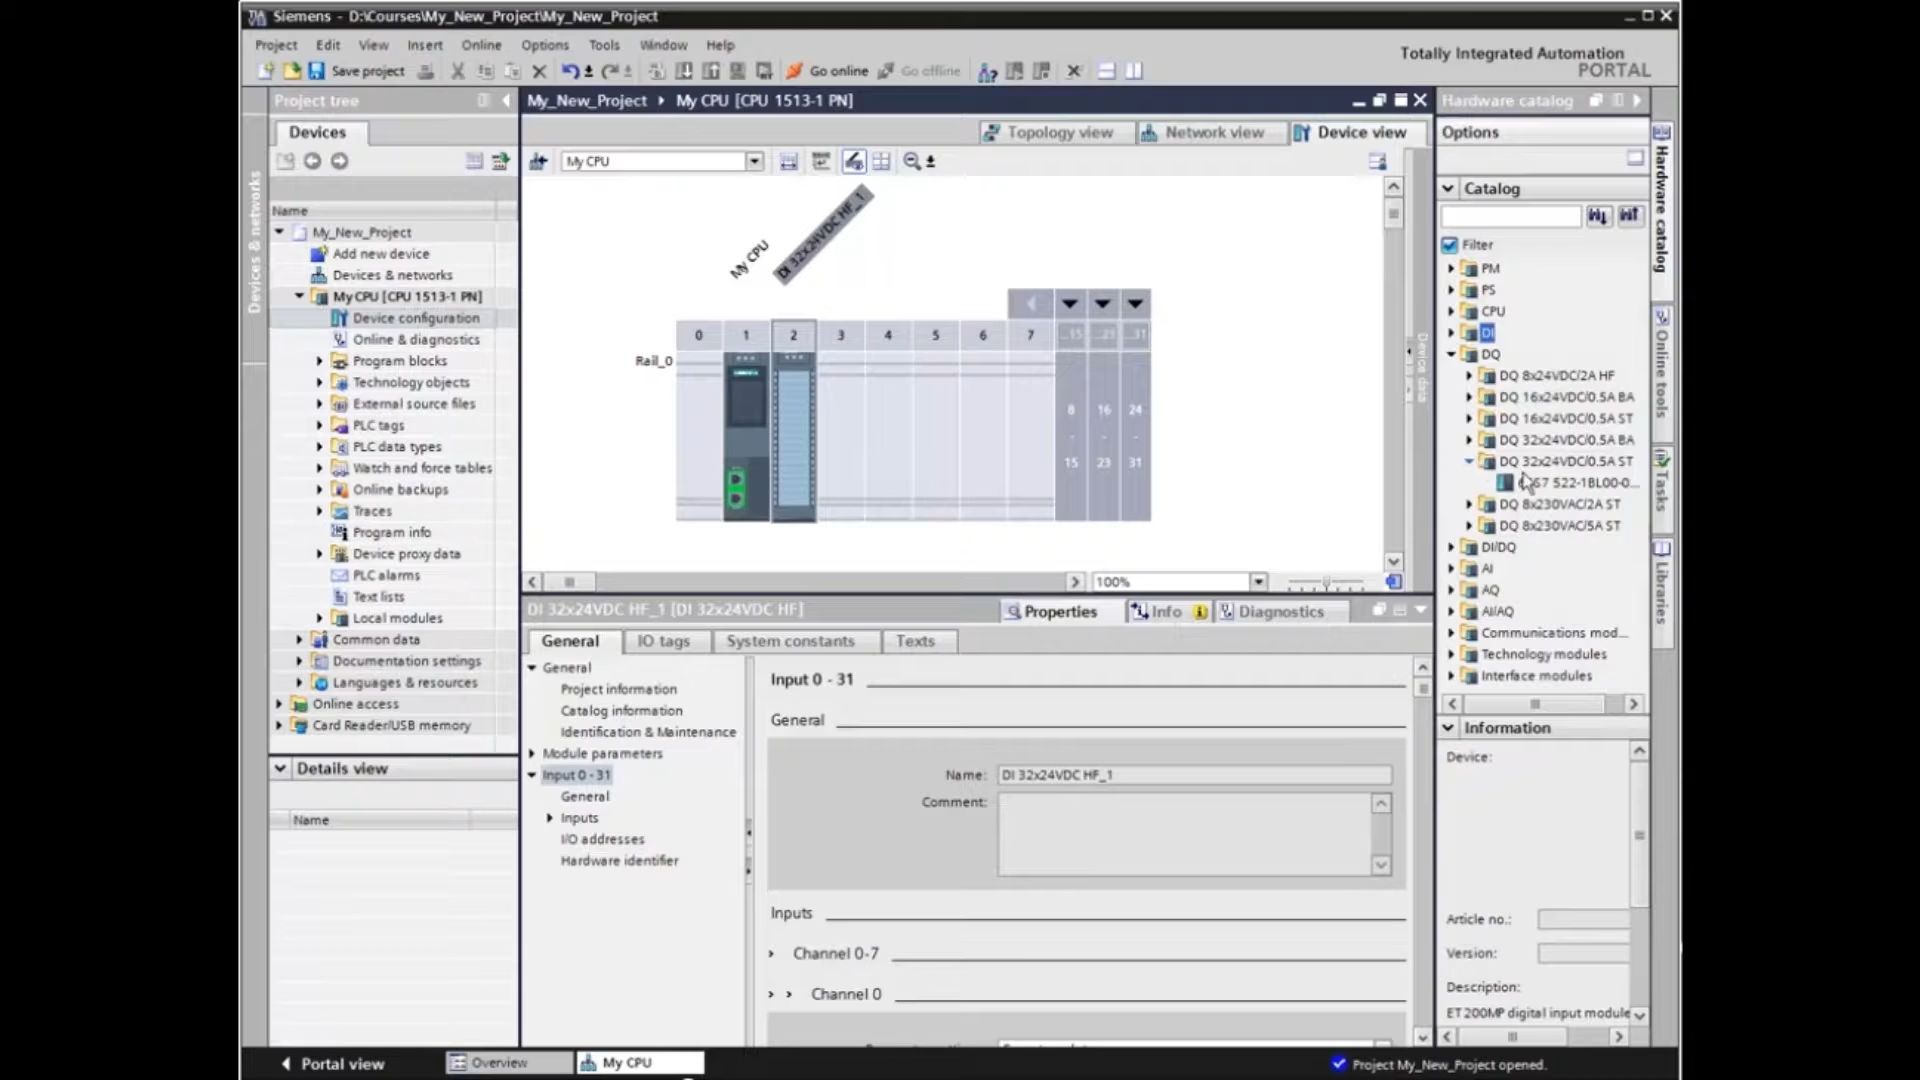 Siemens - D:\Courses\My_New_Project\My_New_Project
Project Edit View Insert Online Options Tools Window Help
Totally Integrated Automation
PORTAL
Save project
Go online
Go offline
Project tree
My_New_Project
My CPU [CPU 1513-1 PN]
Hardware catalog
Devices
Topology view
Network view
Device view
Options
My CPU
Devices & networks
Name
My_New_Project
Add new device
Devices & networks
My CPU [CPU 1513-1 PN]
Device configuration
Online & diagnostics
Program blocks
Technology objects
External source files
PLC tags
PLC data types
Watch and force tables
Online backups
Traces
Program info
Device proxy data
PLC alarms
Text lists
Local modules
Common data
Documentation settings
Languages & resources
Online access
Card Reader/USB memory
Details view
Name
My CPU
DI 32x24VDC HF_1
0 1 2 3 4 5 6 7 ...15 ...23 ...31
Rail_0
8 16 24
- - -
15 23 31
Device data
100%
Catalog
Filter
PM
PS
CPU
DI
DQ
DQ 8x24VDC/2A HF
DQ 16x24VDC/0.5A BA
DQ 16x24VDC/0.5A ST
DQ 32x24VDC/0.5A BA
DQ 32x24VDC/0.5A ST
S7 522-1BL00-0...
DQ 8x230VAC/2A ST
DQ 8x230VAC/5A ST
DI/DQ
AI
AQ
AI/AQ
Communications mod...
Technology modules
Interface modules
Hardware catalog
Online tools
Tasks
Libraries
DI 32x24VDC HF_1 [DI 32x24VDC HF]
Properties
Info
Diagnostics
General
IO tags
System constants
Texts
General
Project information
Catalog information
Identification & Maintenance
Module parameters
Input 0 - 31
General
Inputs
I/O addresses
Hardware identifier
Input 0 - 31
General
Name: DI 32x24VDC HF_1
Comment:
Inputs
Channel 0-7
Channel 0
Information
Device:
Article no.:
Version:
Description:
ET 200MP digital input module
Portal view
Overview
My CPU
Project My_New_Project opened.